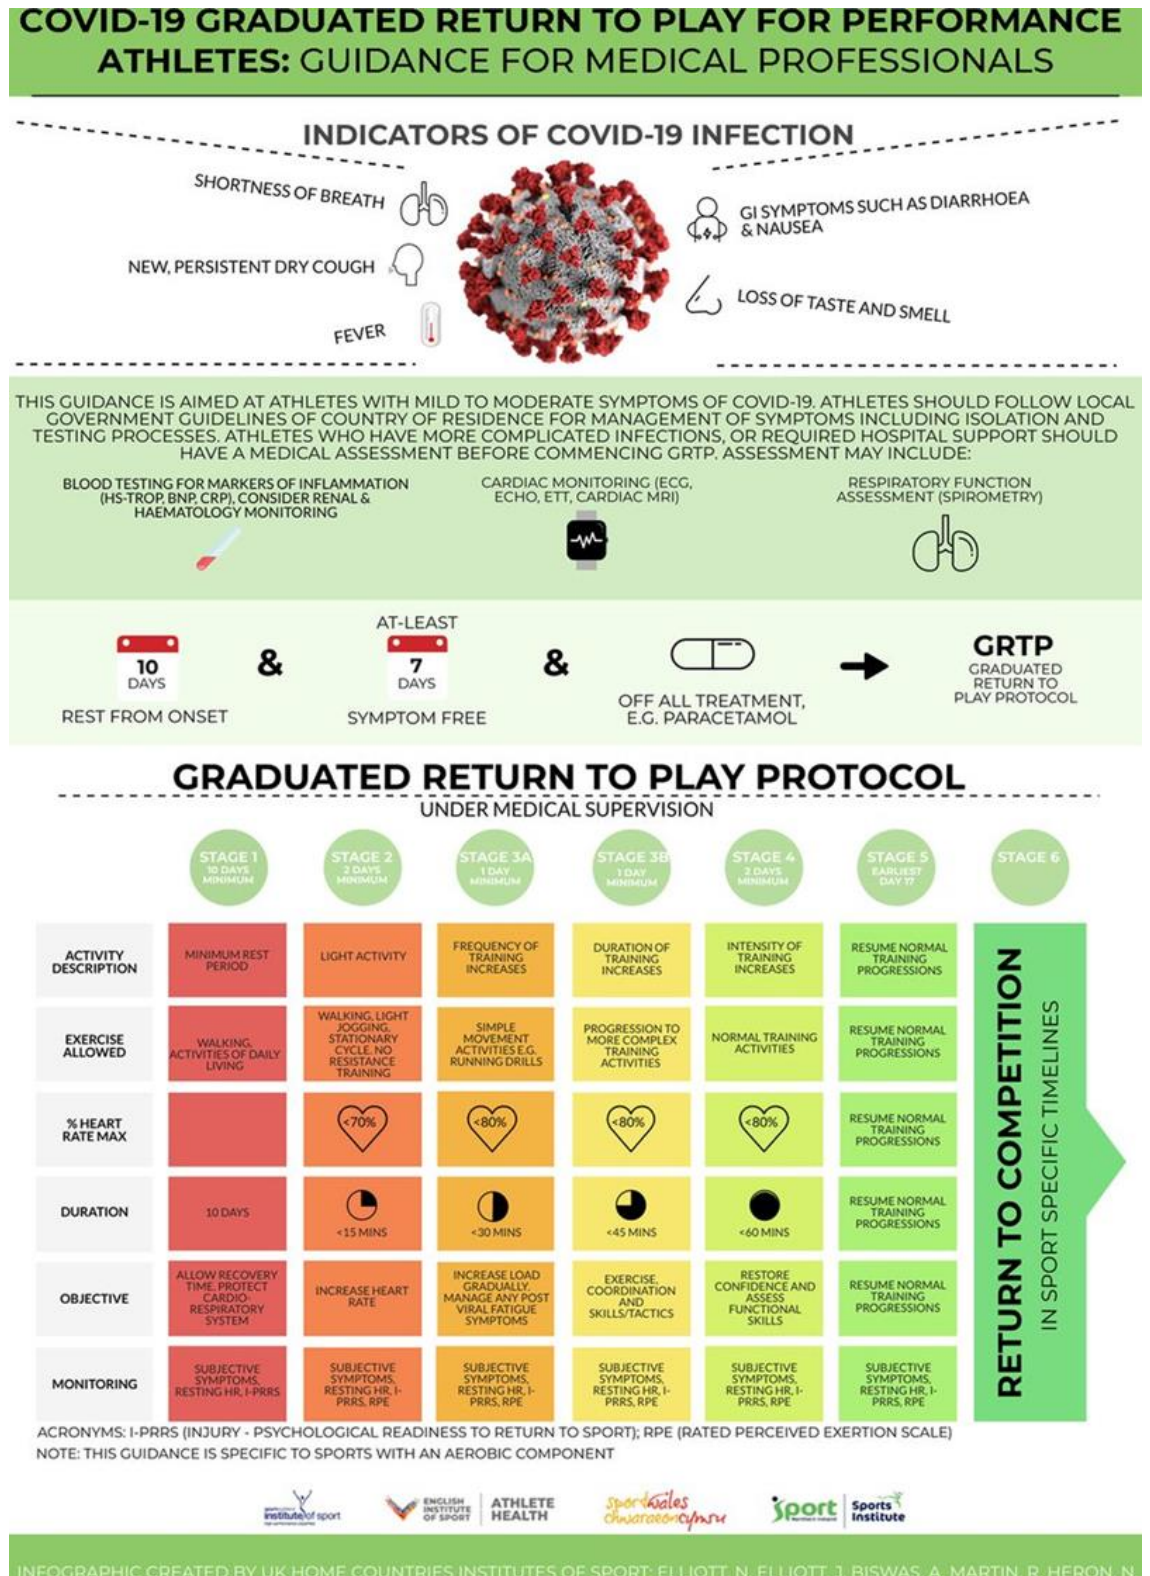 COVID-19 GRADUATED RETURN TO PLAY FOR PERFORMANCE
ATHLETES: GUIDANCE FOR MEDICAL PROFESSIONALS
INDICATORS OF COVID-19 INFECTION
SHORTNESS OF BREATH
NEW, PERSISTENT DRY COUGH
FEVER
GI SYMPTOMS SUCH AS DIARRHOEA
& NAUSEA
LOSS OF TASTE AND SMELL
THIS GUIDANCE IS AIMED AT ATHLETES WITH MILD TO MODERATE SYMPTOMS OF COVID-19. ATHLETES SHOULD FOLLOW LOCAL
GOVERNMENT GUIDELINES OF COUNTRY OF RESIDENCE FOR MANAGEMENT OF SYMPTOMS INCLUDING ISOLATION AND
TESTING PROCESSES. ATHLETES WHO HAVE MORE COMPLICATED INFECTIONS, OR REQUIRED HOSPITAL SUPPORT SHOULD
HAVE A MEDICAL ASSESSMENT BEFORE COMMENCING GRTP. ASSESSMENT MAY INCLUDE:
BLOOD TESTING FOR MARKERS OF INFLAMMATION
(HS-TROP, BNP, CRP), CONSIDER RENAL &
HAEMATOLOGY MONITORING
CARDIAC MONITORING (ECG,
ECHO, ETT, CARDIAC MRI)
RESPIRATORY FUNCTION
ASSESSMENT (SPIROMETRY)
10
DAYS
REST FROM ONSET
&
AT-LEAST
7
DAYS
SYMPTOM FREE
&
OFF ALL TREATMENT,
E.G. PARACETAMOL
GRTP
GRADUATED
RETURN TO
PLAY PROTOCOL
GRADUATED RETURN TO PLAY PROTOCOL
UNDER MEDICAL SUPERVISION
STAGE 1
10 DAYS
MINIMUM
STAGE 2
2 DAYS
MINIMUM
STAGE 3A
1 DAY
MINIMUM
STAGE 3B
1 DAY
MINIMUM
STAGE 4
2 DAYS
MINIMUM
STAGE 5
EARLIEST
DAY 17
STAGE 6
ACTIVITY
DESCRIPTION
MINIMUM REST
PERIOD
LIGHT ACTIVITY
FREQUENCY OF
TRAINING
INCREASES
DURATION OF
TRAINING
INCREASES
INTENSITY OF
TRAINING
INCREASES
RESUME NORMAL
TRAINING
PROGRESSIONS
EXERCISE
ALLOWED
WALKING,
ACTIVITIES OF DAILY
LIVING
WALKING, LIGHT
JOGGING,
STATIONARY
CYCLE. NO
RESISTANCE
TRAINING
SIMPLE
MOVEMENT
ACTIVITIES E.G.
RUNNING DRILLS
PROGRESSION TO
MORE COMPLEX
TRAINING
ACTIVITIES
NORMAL TRAINING
ACTIVITIES
RESUME NORMAL
TRAINING
PROGRESSIONS
% HEART
RATE MAX
<70%
<80%
<80%
<80%
RESUME NORMAL
TRAINING
PROGRESSIONS
DURATION
10 DAYS
<15 MINS
<30 MINS
<45 MINS
<60 MINS
RESUME NORMAL
TRAINING
PROGRESSIONS
OBJECTIVE
ALLOW RECOVERY
TIME, PROTECT
CARDIO-
RESPIRATORY
SYSTEM
INCREASE HEART
RATE
INCREASE LOAD
GRADUALLY,
MANAGE ANY POST
VIRAL FATIGUE
SYMPTOMS
EXERCISE,
COORDINATION
AND
SKILLS/TACTICS
RESTORE
CONFIDENCE AND
ASSESS
FUNCTIONAL
SKILLS
RESUME NORMAL
TRAINING
PROGRESSIONS
MONITORING
SUBJECTIVE
SYMPTOMS,
RESTING HR, I-PRRS
SUBJECTIVE
SYMPTOMS,
RESTING HR, I-
PRRS, RPE
SUBJECTIVE
SYMPTOMS,
RESTING HR, I-
PRRS, RPE
SUBJECTIVE
SYMPTOMS,
RESTING HR, I-
PRRS, RPE
SUBJECTIVE
SYMPTOMS,
RESTING HR, I-
PRRS, RPE
SUBJECTIVE
SYMPTOMS,
RESTING HR, I-
PRRS, RPE
RETURN TO COMPETITION
IN SPORT SPECIFIC TIMELINES
ACRONYMS: I-PRRS (INJURY - PSYCHOLOGICAL READINESS TO RETURN TO SPORT); RPE (RATED PERCEIVED EXERTION SCALE)
NOTE: THIS GUIDANCE IS SPECIFIC TO SPORTS WITH AN AEROBIC COMPONENT
institute of sport
ENGLISH
INSTITUTE
OF SPORT
ATHLETE
HEALTH
sportwales
chwaraeoncymru
Sport
Sports
Institute
INFOGRAPHIC CREATED BY UK HOME COUNTRIES INSTITUTES OF SPORT: ELLIOTT, N, ELLIOTT, J, BISWAS, A, MARTIN, R, HERON, N